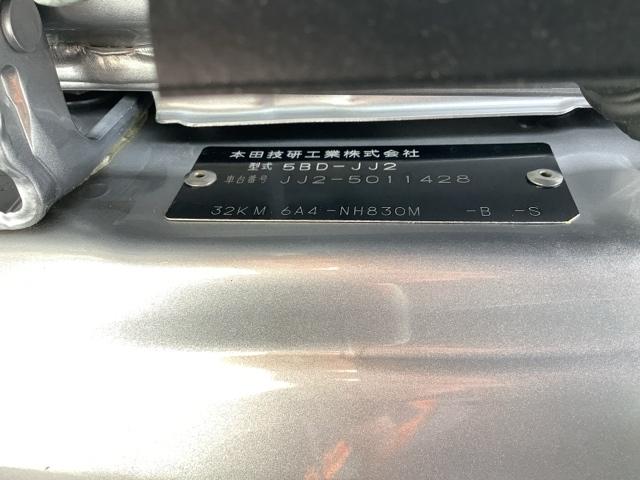 本田技研工業株式会社
型式 5BD-JJ2
車台番号 JJ2-5011428
32KM 6A4-NH830M -B -S